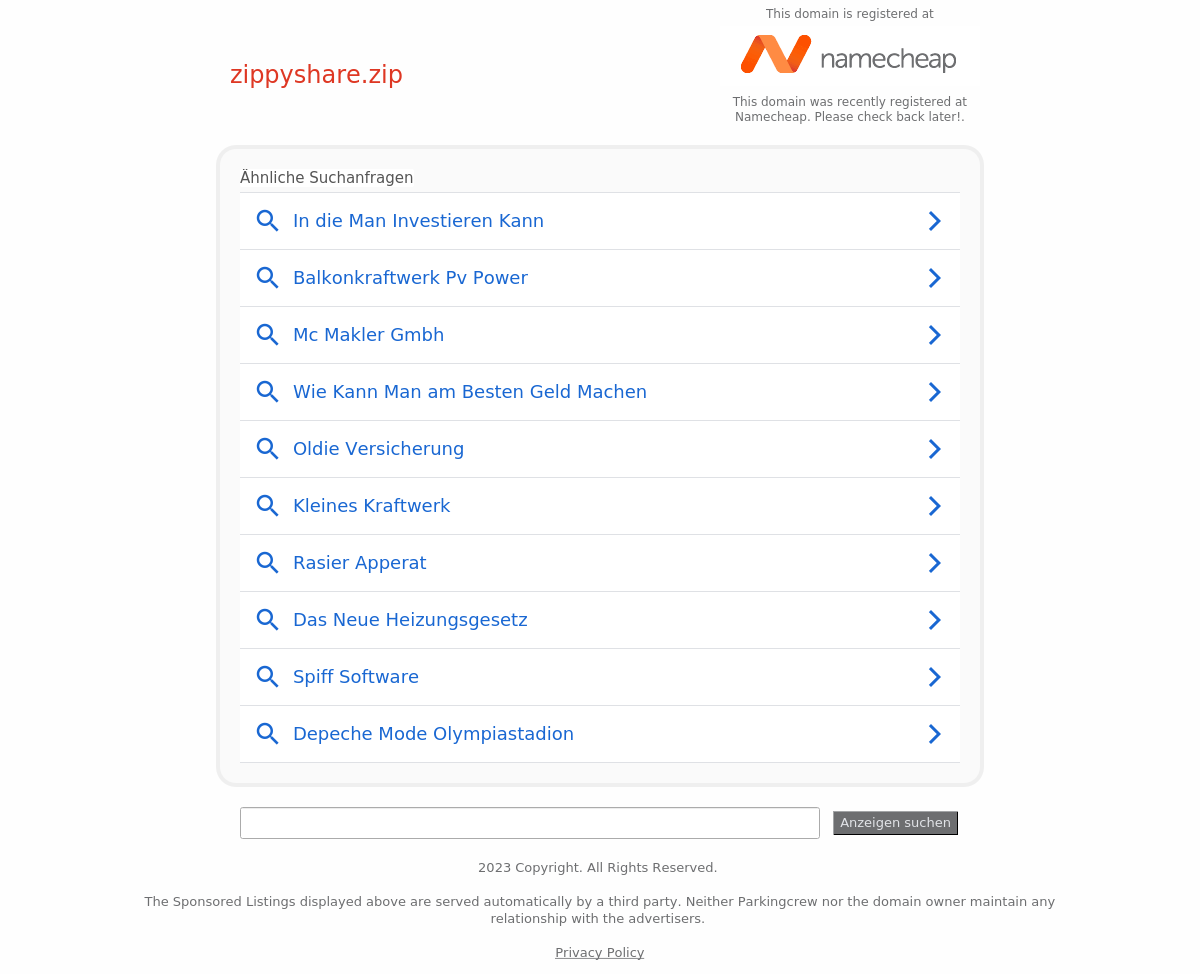 This domain is registered at
namecheap
zippyshare.zip
This domain was recently registered at
Namecheap. Please check back later!.
Ähnliche Suchanfragen
In die Man Investieren Kann
Balkonkraftwerk Pv Power
Mc Makler Gmbh
Wie Kann Man am Besten Geld Machen
Oldie Versicherung
Kleines Kraftwerk
Rasier Apperat
Das Neue Heizungsgesetz
Spiff Software
Depeche Mode Olympiastadion
Anzeigen suchen
2023 Copyright. All Rights Reserved.
The Sponsored Listings displayed above are served automatically by a third party. Neither Parkingcrew nor the domain owner maintain any
relationship with the advertisers.
Privacy Policy